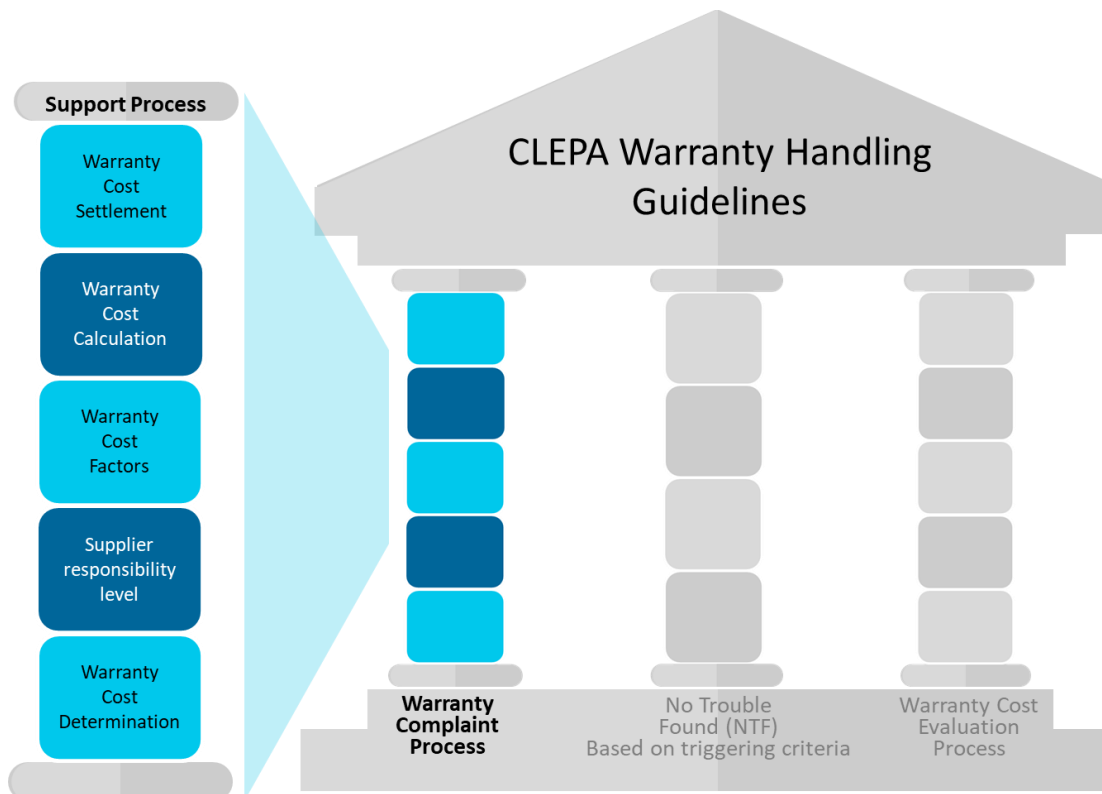 Support Process
Warranty
Cost
Settlement
Warranty
Cost
Calculation
Warranty
Cost
Factors
Supplier
responsibility
level
Warranty
Cost
Determination
CLEPA Warranty Handling
Guidelines
Warranty
Complaint
Process
No Trouble
Found (NTF)
Based on triggering criteria
Warranty Cost
Evaluation
Process